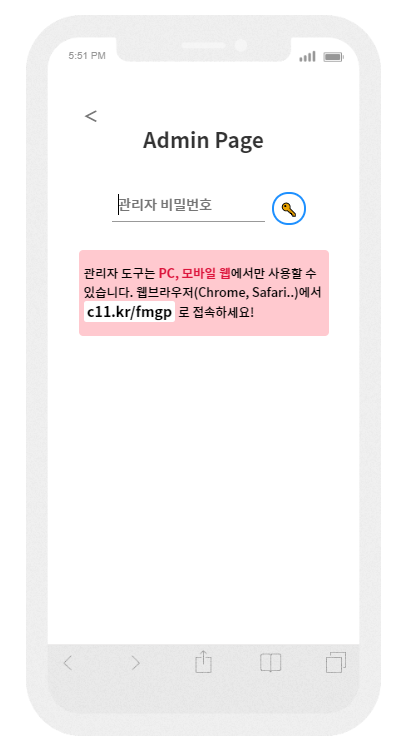 5:51 PM
<
Admin Page
관리자 비밀번호
관리자 도구는 PC, 모바일 웹에서만 사용할 수
있습니다. 웹브라우저(Chrome, Safari..)에서
c11.kr/fmgp 로 접속하세요!